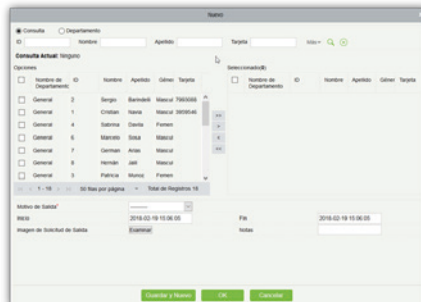 Nuevo
Consulta Departamento
ID Nombre Apellido Tarjeta Más
Consulta Actual: Ninguno
Opciones Seleccionado(0)
Nombre de Departamento ID Nombre Apellido Géner Tarjeta Nombre de Departamento ID Nombre Apellido Géner Tarjeta
General 2 Sergio Mascul
General 1 Cristian Navia Mascul
General 4 Sabrina Davila Femen
General 6 Marcelo Sosa Mascul
General 7 German Arias Mascul
General 8 Hernán Jalil Mascul
General 3 Patricia Munoz Femen
1 - 16 50 filas por página Total de Registros 16
Motivo de Salida* ---------
Inicio 2018-02-19 15:06:05 Fin 2018-02-19 15:06:05
Imagen de Solicitud de Salida Examinar Notas
Guardar y Nuevo OK Cancelar